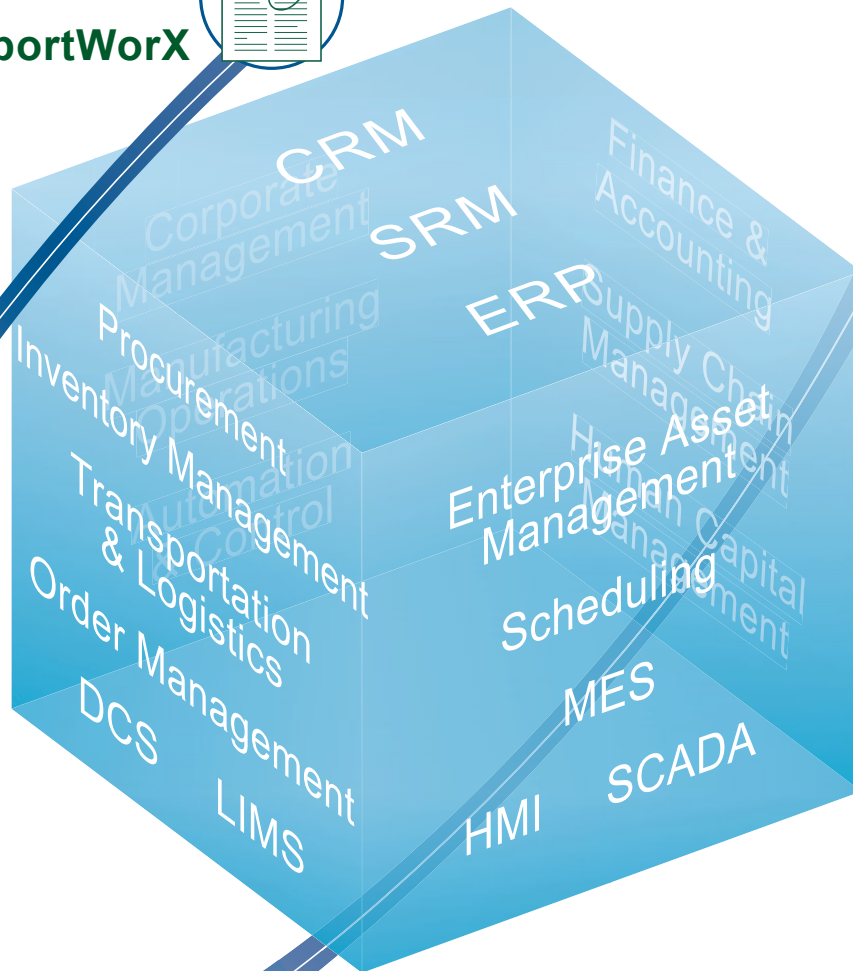 portWorX
CRM
SRM
ERP
Corporate
Management
Manufacturing
Operations
Automation
& Control
Finance &
Accounting
Supply Chain
Management
Human Capital
Management
Procurement
Inventory Management
Transportation
& Logistics
Order Management
DCS
LIMS
Enterprise Asset
Management
Scheduling
MES
SCADA
HMI